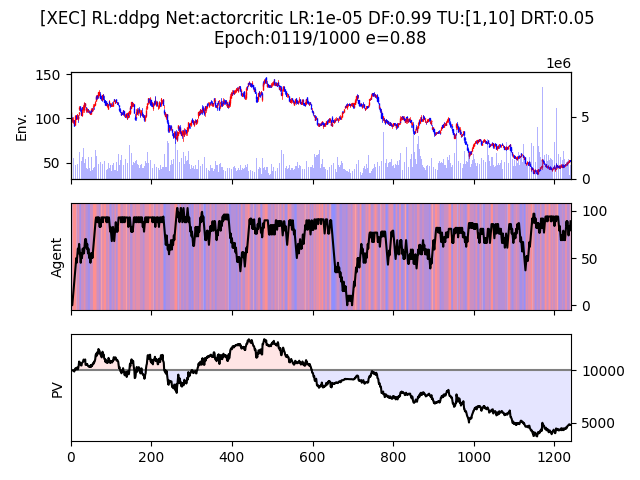 [XEC] RL:ddpg Net:actorcritic LR:1e-05 DF:0.99 TU:[1,10] DRT:0.05
Epoch:0119/1000 e=0.88
1e6
150
100
50
Env.
5
0
Agent
100
50
0
PV
10000
5000
0 200 400 600 800 1000 1200